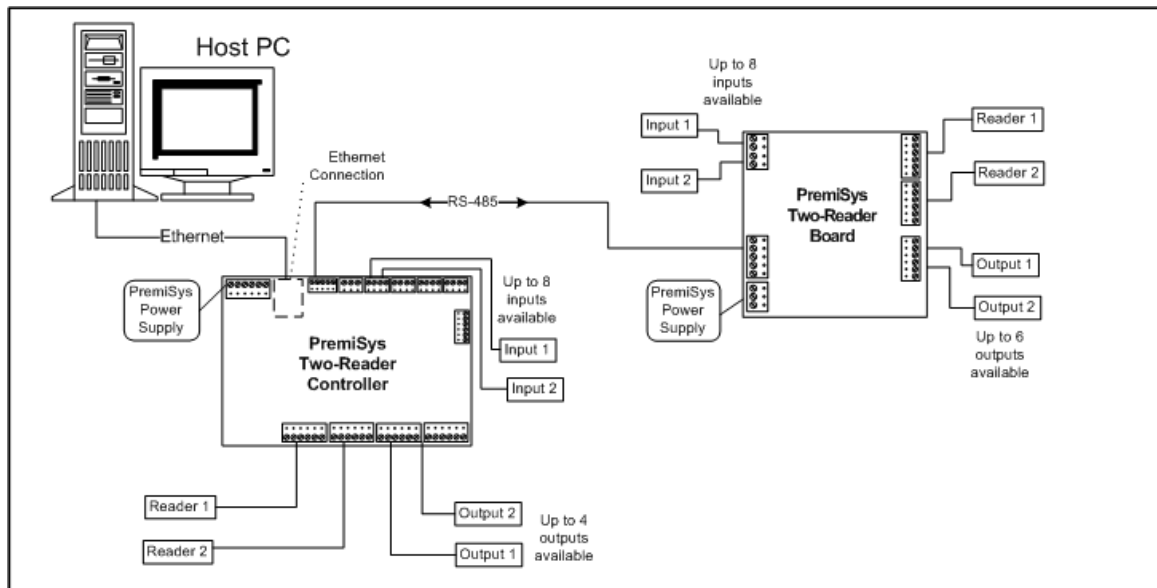 Host PC
Ethernet
Connection
Ethernet
RS-485
PremiSys
Power
Supply
PremiSys
Two-Reader
Controller
Up to 8
inputs
available
Input 1
Input 2
Reader 1
Reader 2
Output 2
Output 1
Up to 4
outputs
available
Up to 8
inputs
available
Input 1
Input 2
PremiSys
Two-Reader
Board
PremiSys
Power
Supply
Reader 1
Reader 2
Output 1
Output 2
Up to 6
outputs
available